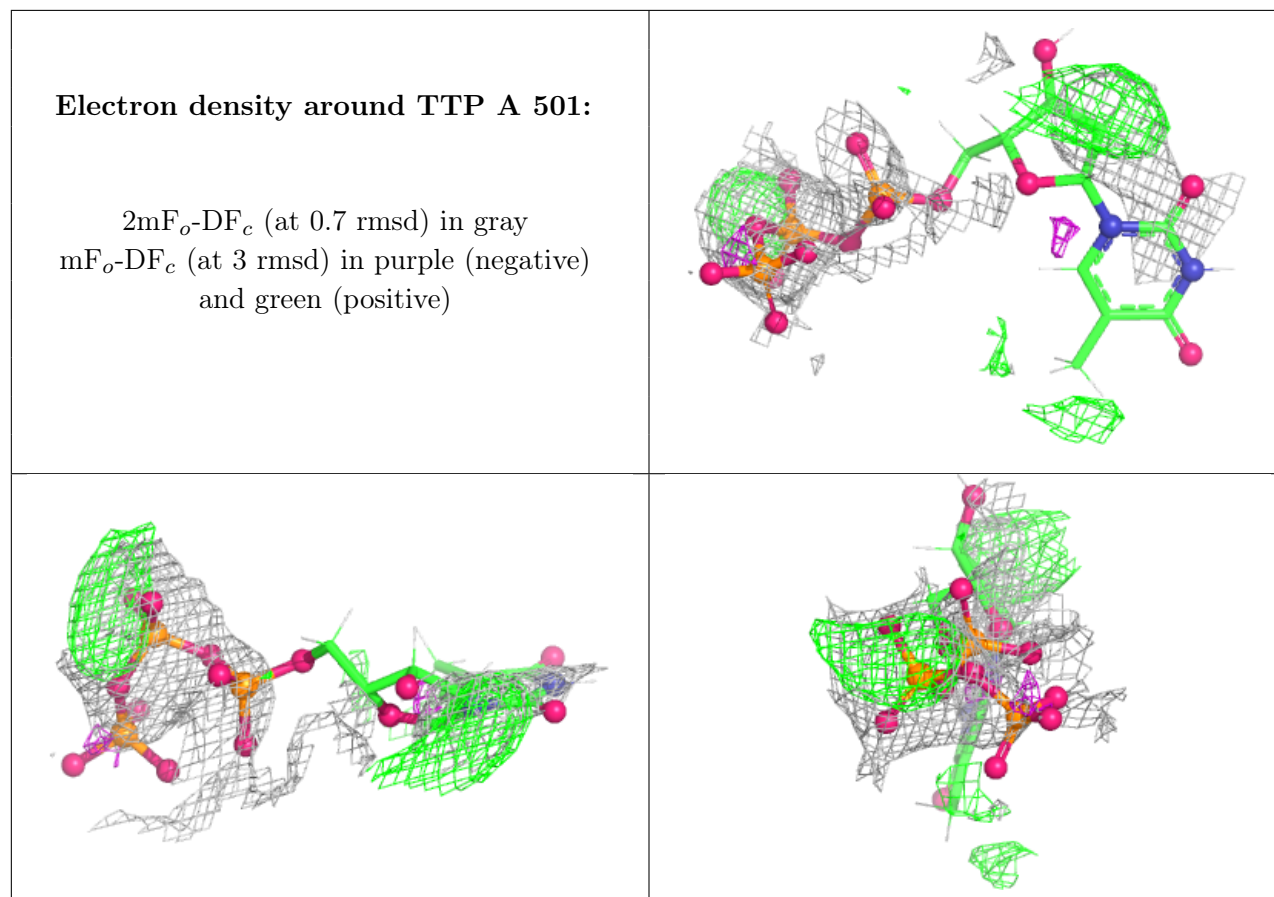 Electron density around TTP A 501:
2mFo-DFc (at 0.7 rmsd) in gray
mFo-DFc (at 3 rmsd) in purple (negative)
and green (positive)